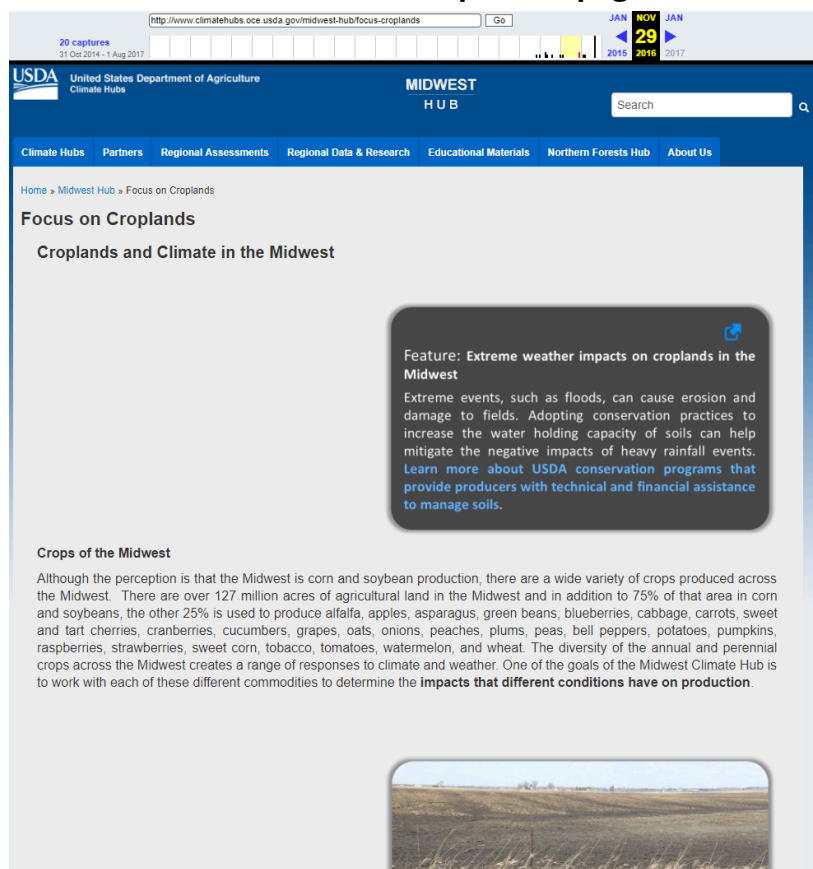 http://www.climatehubs.oce.usda.gov/midwest-hub/focus-croplands
Go
JAN NOV JAN
20 captures
29
31 Oct 2014 - 1 Aug 2017
2015 2016 2017
USDA
United States Department of Agriculture
Climate Hubs
MIDWEST
HUB
Search
Climate Hubs Partners Regional Assessments Regional Data & Research Educational Materials Northern Forests Hub About Us
Home » Midwest Hub » Focus on Croplands
Focus on Croplands
Croplands and Climate in the Midwest
Feature: Extreme weather impacts on croplands in the
Midwest
Extreme events, such as floods, can cause erosion and
damage to fields. Adopting conservation practices to
increase the water holding capacity of soils can help
mitigate the negative impacts of heavy rainfall events.
Learn more about USDA conservation programs that
provide producers with technical and financial assistance
to manage soils.
Crops of the Midwest
Although the perception is that the Midwest is corn and soybean production, there are a wide variety of crops produced across
the Midwest. There are over 127 million acres of agricultural land in the Midwest and in addition to 75% of that area in corn
and soybeans, the other 25% is used to produce alfalfa, apples, asparagus, green beans, blueberries, cabbage, carrots, sweet
and tart cherries, cranberries, cucumbers, grapes, oats, onions, peaches, plums, peas, bell peppers, potatoes, pumpkins,
raspberries, strawberries, sweet corn, tobacco, tomatoes, watermelon, and wheat. The diversity of the annual and perennial
crops across the Midwest creates a range of responses to climate and weather. One of the goals of the Midwest Climate Hub is
to work with each of these different commodities to determine the impacts that different conditions have on production.